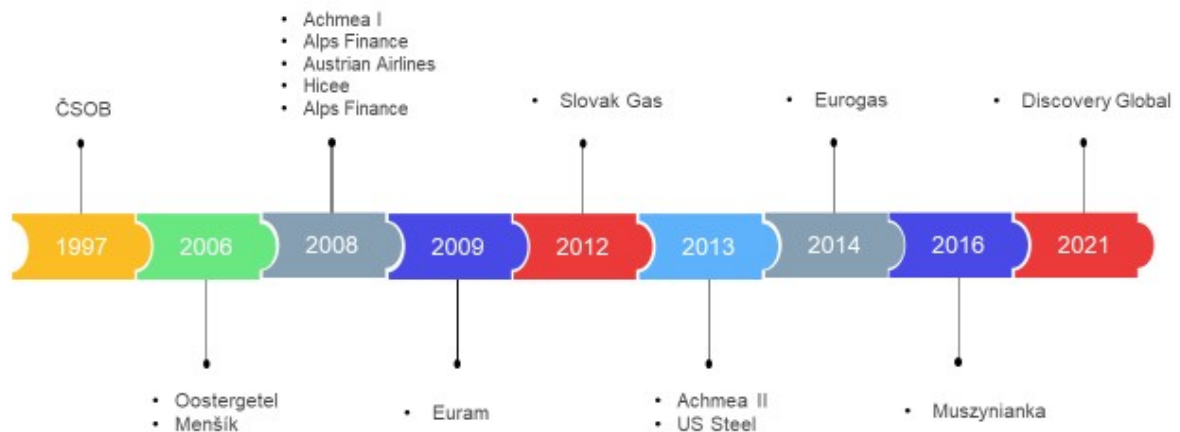 • Achmea I
• Alps Finance
• Austrian Airlines
• Hicee
• Alps Finance
ČSOB
• Slovak Gas
• Eurogas
• Discovery Global
1997
2006
2008
2009
2012
2013
2014
2016
2021
• Oostergetel
• Menšík
• Euram
• Achmea II
• US Steel
• Muszynianka